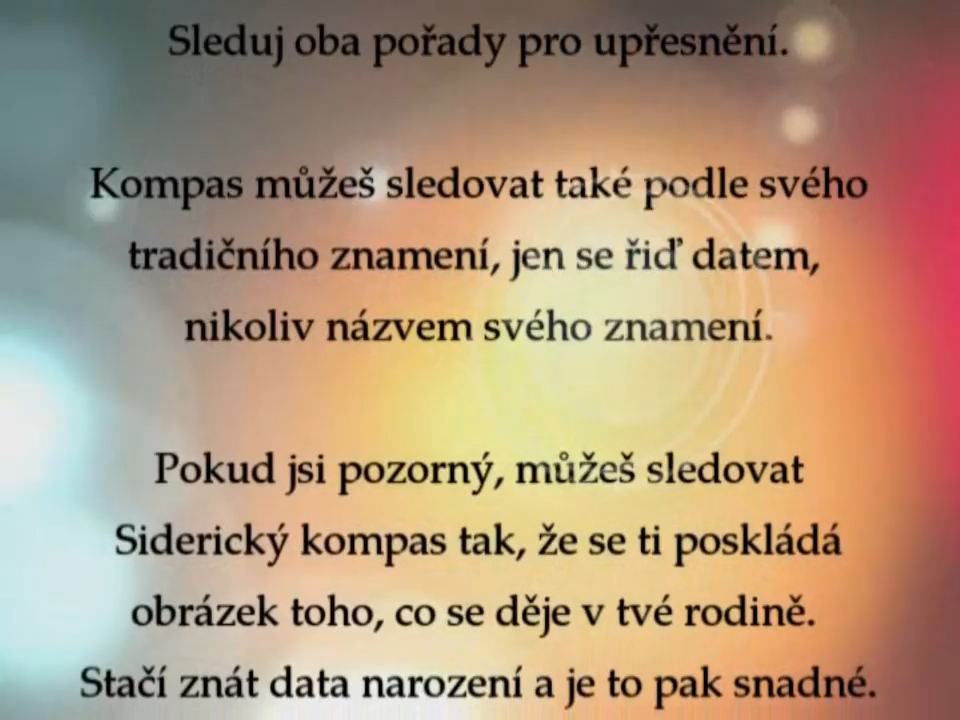 Sleduj oba pořady pro upřesnění.
Kompas můžeš sledovat také podle svého
tradičního znamení, jen se řiď datem,
nikoliv názvem svého znamení.
Pokud jsi pozorný, můžeš sledovat
Siderický kompas tak, že se ti poskládá
obrázek toho, co se děje v tvé rodině.
Stačí znát data narození a je to pak snadné.